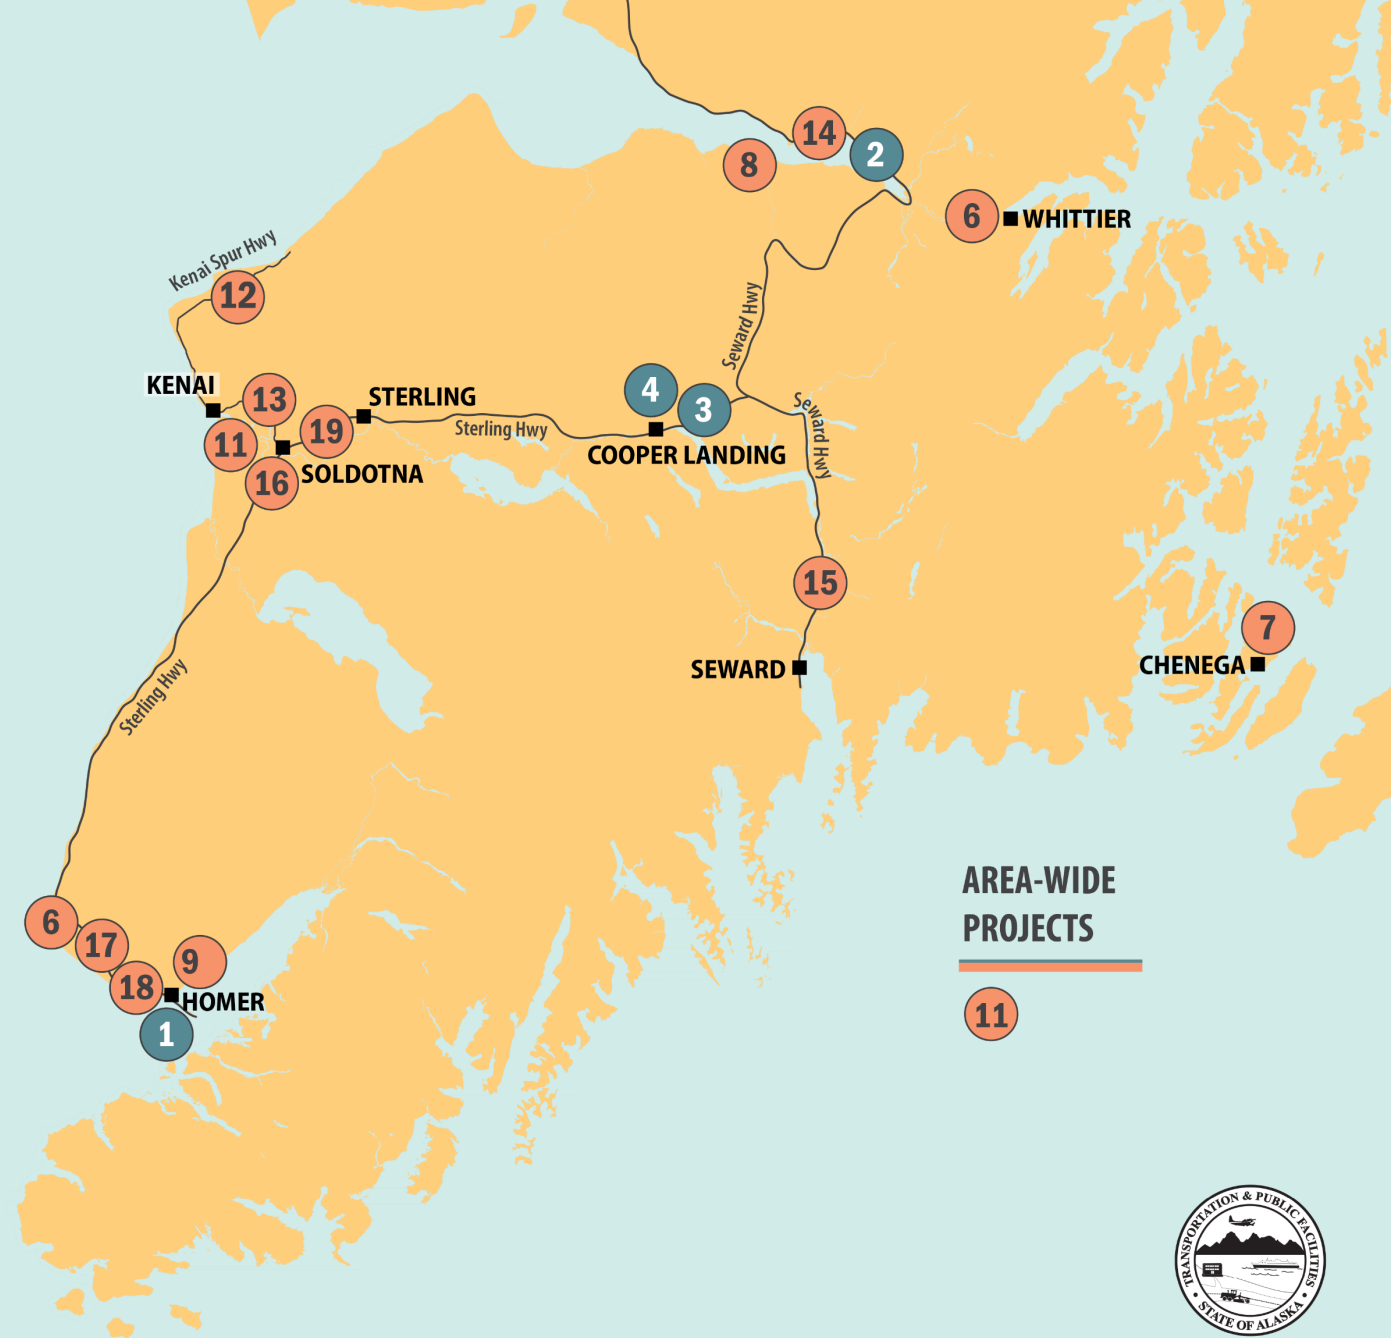 14
2
8
6
WHITTIER
Kenai Spur Hwy
12
Seward Hwy
KENAI
13
STERLING
4
3
Seward Hwy
11
19
Sterling Hwy
COOPER LANDING
16
SOLDOTNA
15
7
SEWARD
CHENEGA
Sterling Hwy
AREA-WIDE
PROJECTS
6
17
9
18
HOMER
11
1
TRANSPORTATION & PUBLIC FACILITIES
STATE OF ALASKA